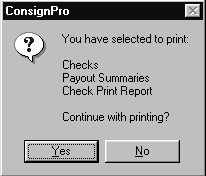 ConsignPro
?
You have selected to print:
Checks
Payout Summaries
Check Print Report
Continue with printing?
Yes
No